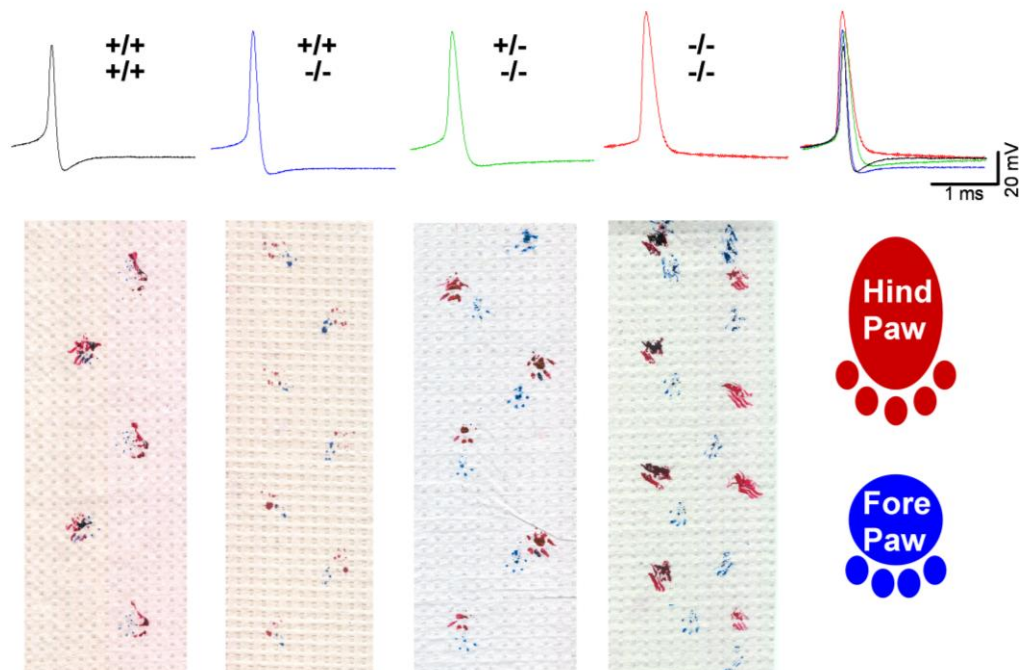 +/+
+/+
+/+
-/-
+/-
-/-
-/-
-/-
20 mV
1 ms
Hind
Paw
Fore
Paw